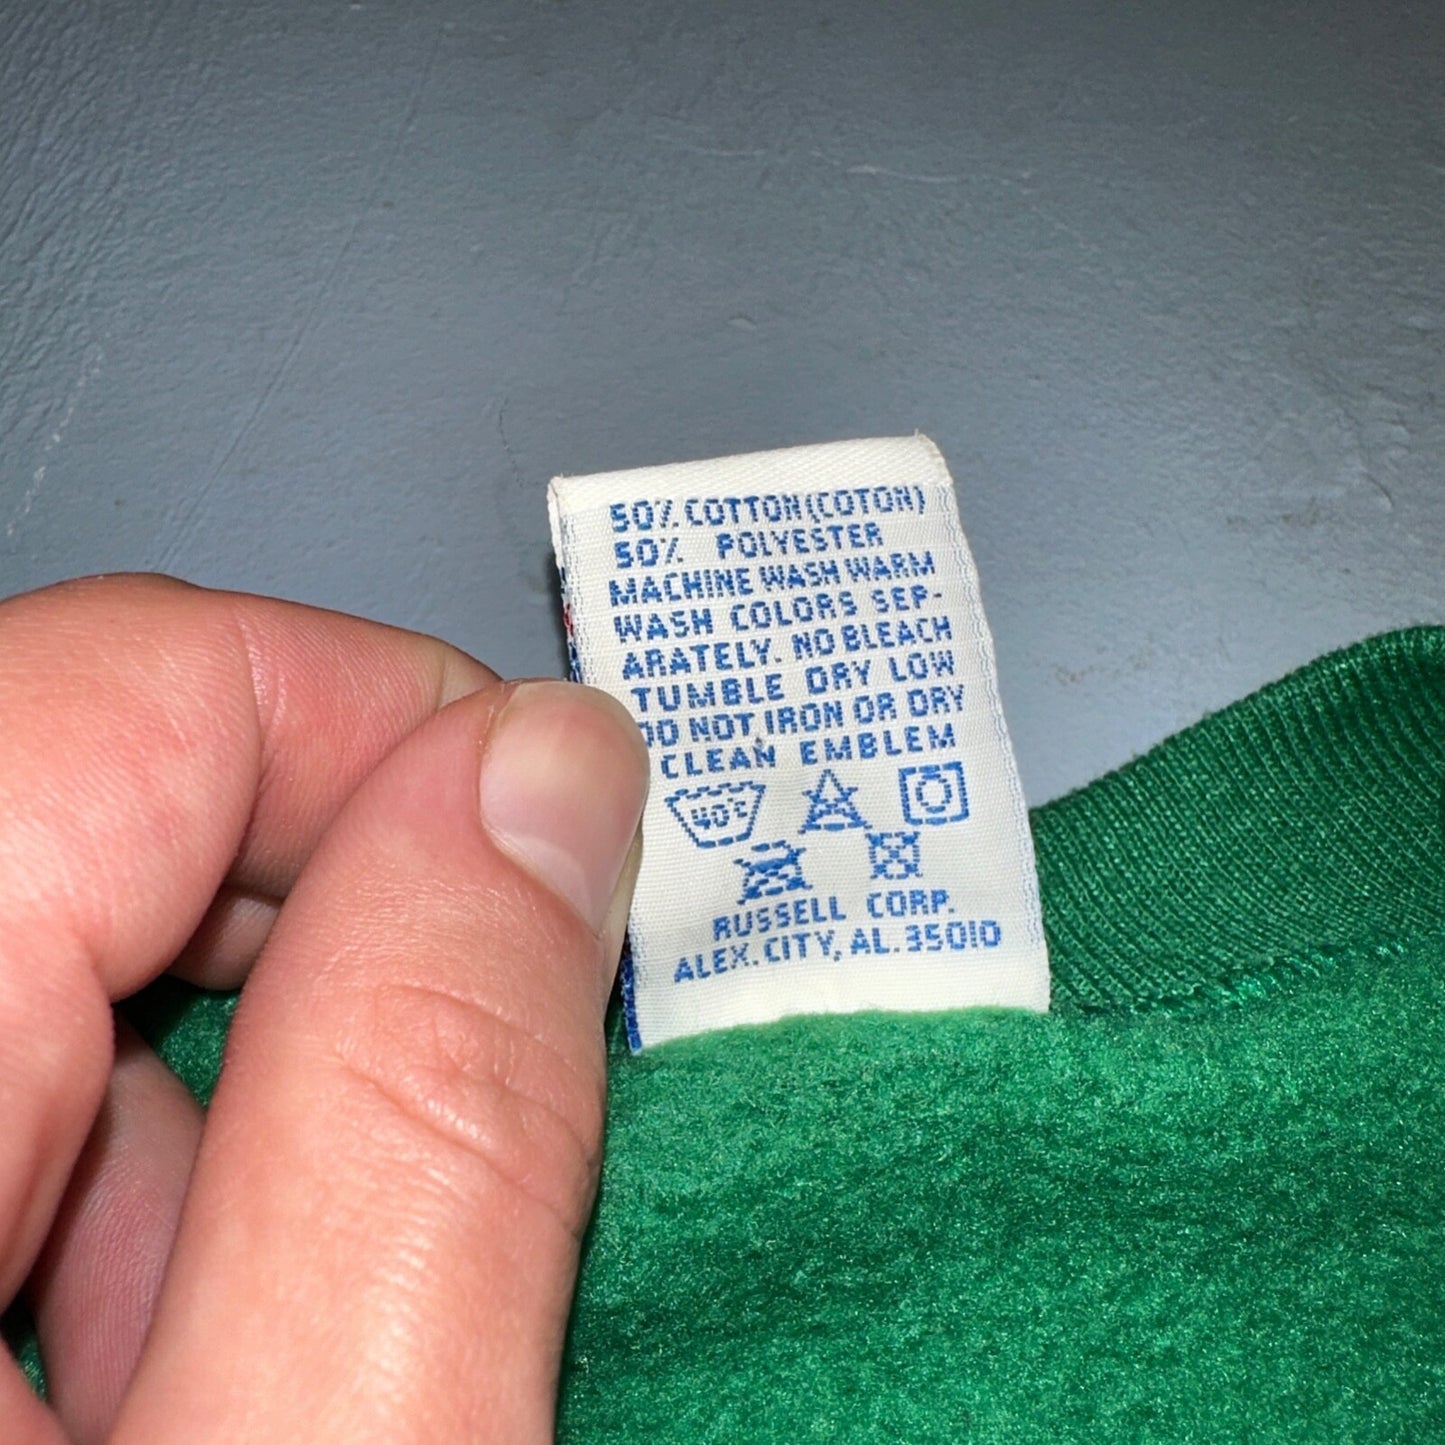 50% COTTON (COTON)
50% POLYESTER
MACHINE WASH WARM
WASH COLORS SEP-
ARATELY. NO BLEACH
TUMBLE DRY LOW
DO NOT IRON OR DRY
CLEAN EMBLEM
40°C
RUSSELL CORP.
ALEX. CITY, AL. 35010